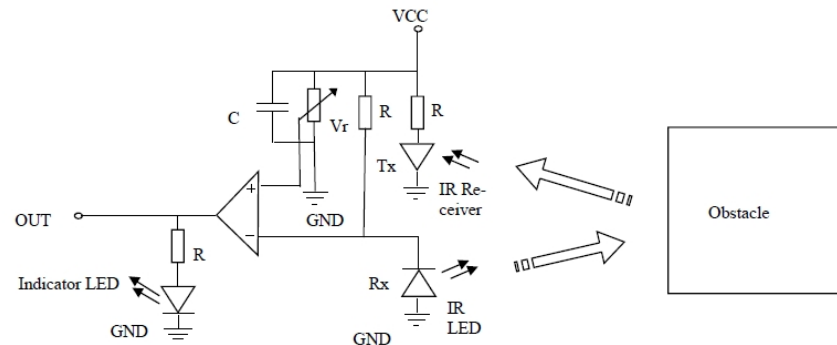 VCC
C
Vr
R
R
Tx
IR Re-
ceiver
GND
+
−
OUT
R
Indicator LED
GND
Rx
IR
LED
GND
Obstacle